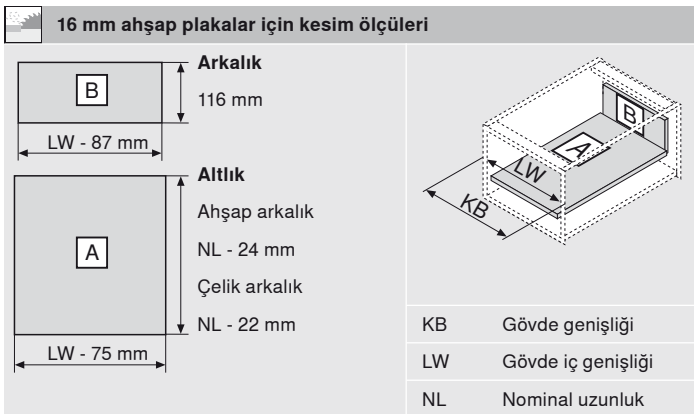 16 mm ahşap plakalar için kesim ölçüleri
B
Arkalık
116 mm
LW - 87 mm
A
Altlık
Ahşap arkalık
NL - 24 mm
Çelik arkalık
NL - 22 mm
LW - 75 mm
B
A
LW
KB
KB Gövde genişliği
LW Gövde iç genişliği
NL Nominal uzunluk